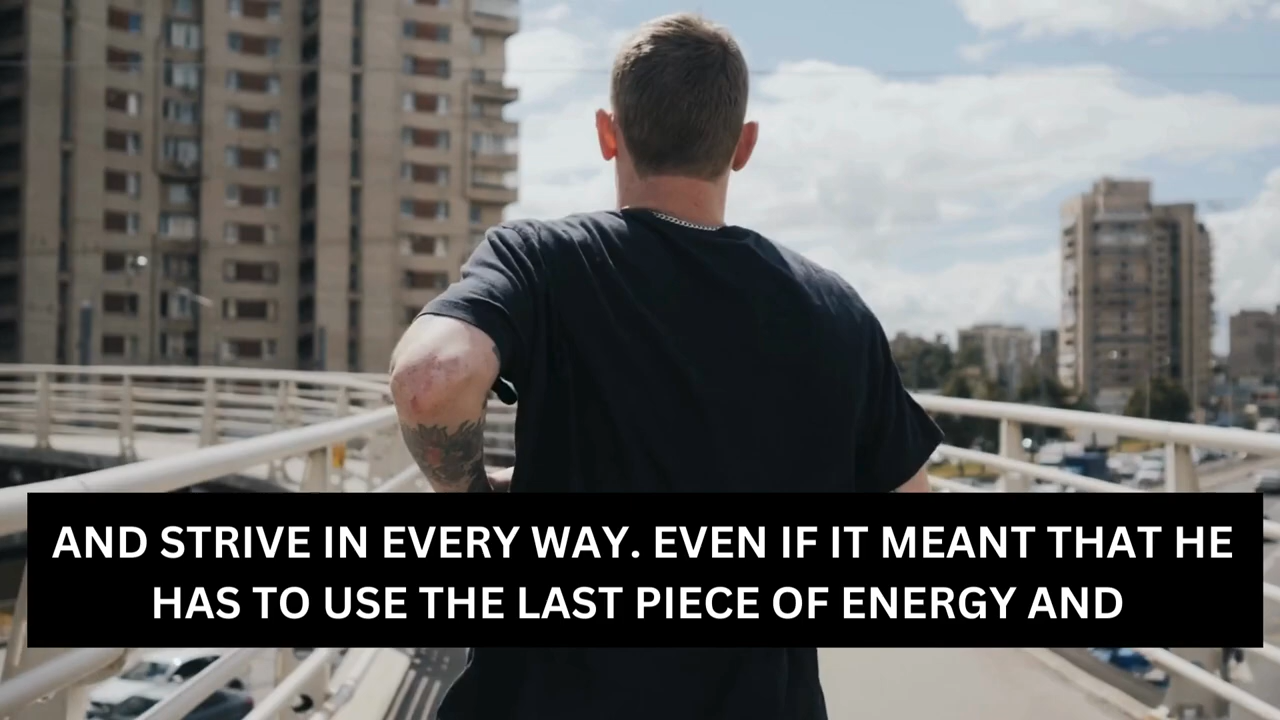 AND STRIVE IN EVERY WAY. EVEN IF IT MEANT THAT HE
HAS TO USE THE LAST PIECE OF ENERGY AND